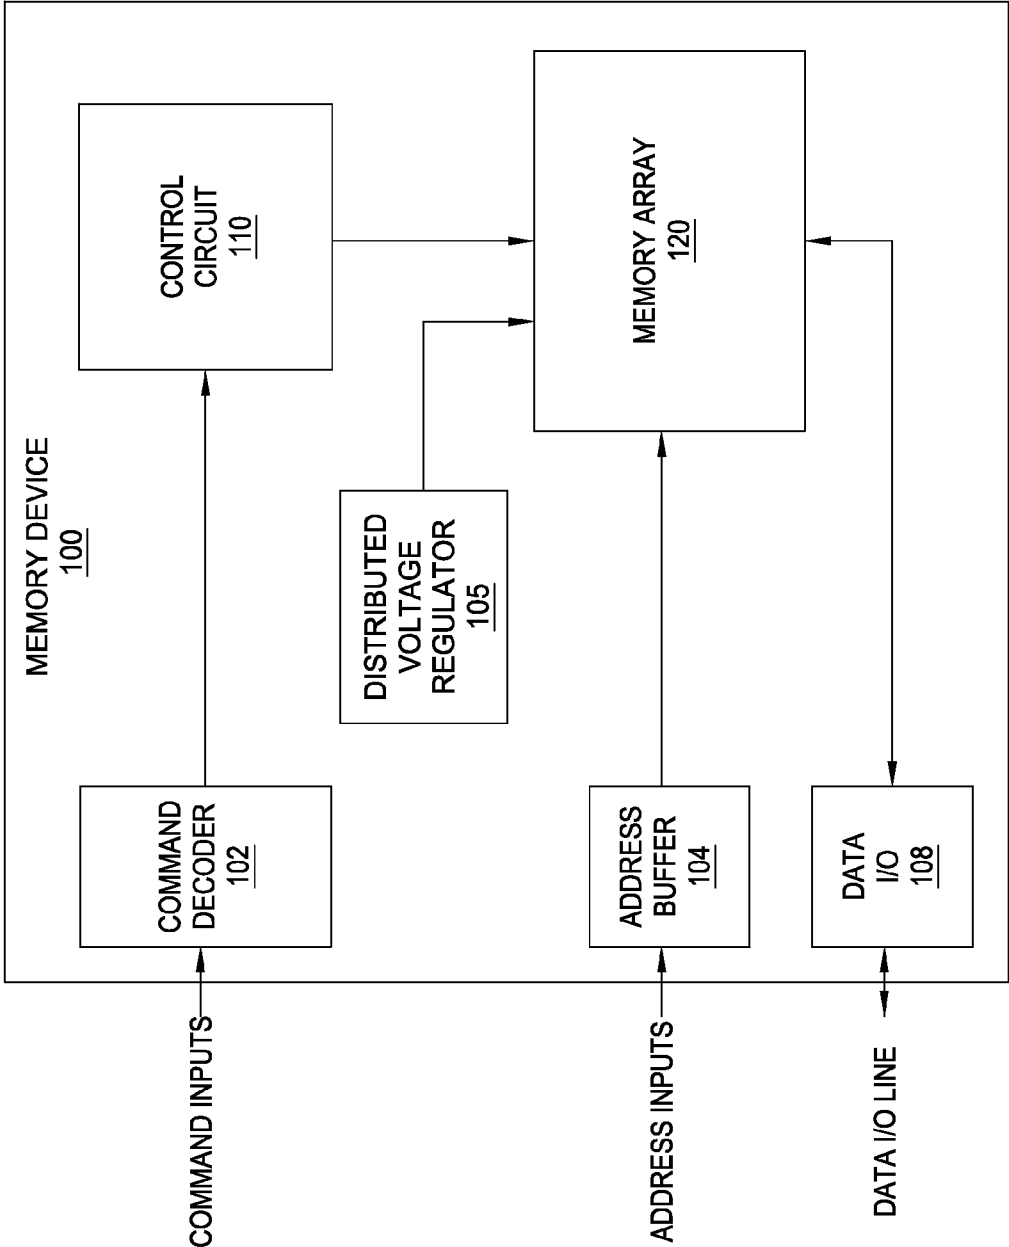 MEMORY DEVICE
100
COMMAND INPUTS
COMMAND
DECODER
102
CONTROL
CIRCUIT
110
DISTRIBUTED
VOLTAGE
REGULATOR
105
ADDRESS INPUTS
ADDRESS
BUFFER
104
MEMORY ARRAY
120
DATA I/O LINE
DATA
I/O
108